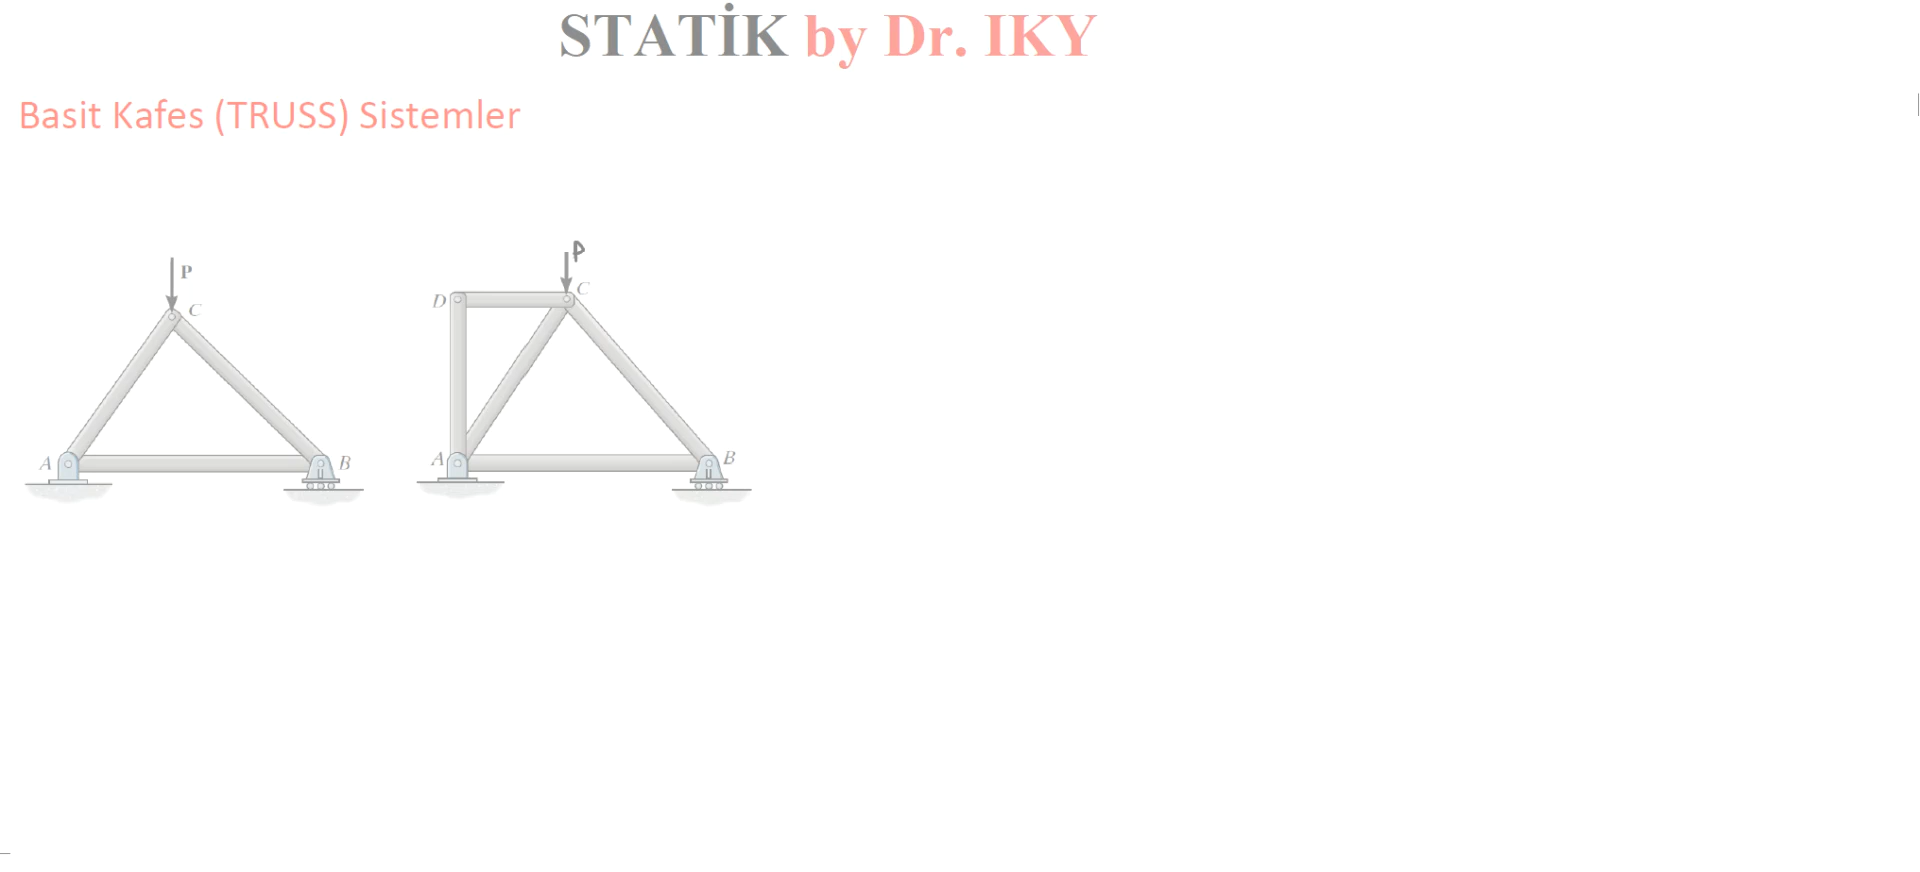 STATİK by Dr. IKY
Basit Kafes (TRUSS) Sistemler
P
C
A
B
P
D
C
A
B